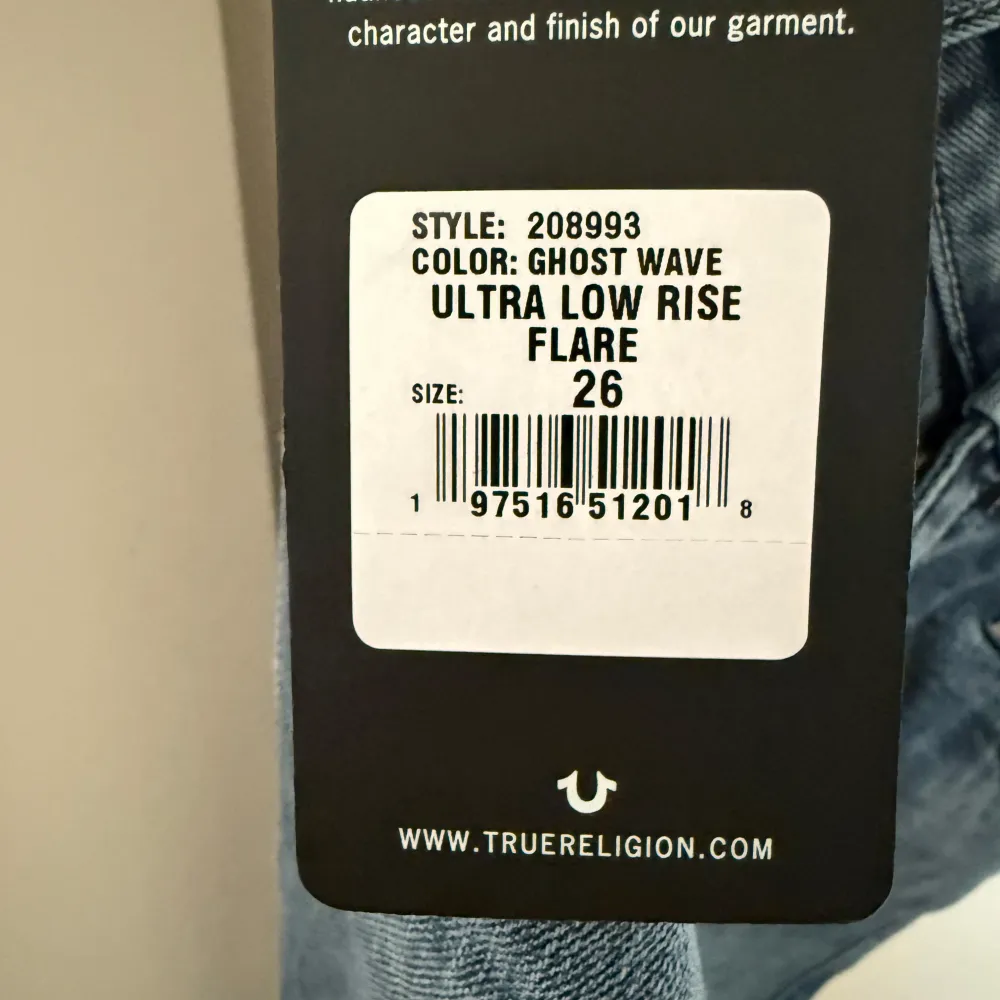 character and finish of our garment.
STYLE: 208993
COLOR: GHOST WAVE
ULTRA LOW RISE
FLARE
SIZE: 26
1 97516 51201 8
WWW.TRUERELIGION.COM